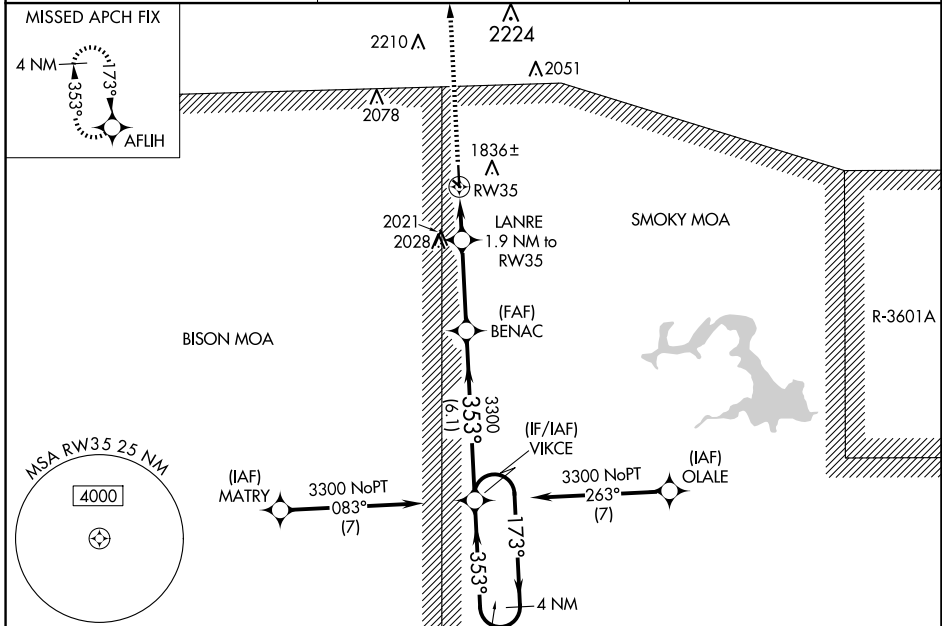 MISSED APCH FIX
4 NM
353°
173°
AFLIH
2210
2224
2051
2078
1836±
RW35
2021
2028
LANRE
1.9 NM to
RW35
SMOKY MOA
BISON MOA
(FAF)
BENAC
R-3601A
3300
353°
(6.1)
(IF/IAF)
VIKCE
MSA RW35 25 NM
4000
(IAF)
MATRY
3300 NoPT
083°
(7)
(IAF)
OLALE
3300 NoPT
263°
(7)
353°
173°
4 NM